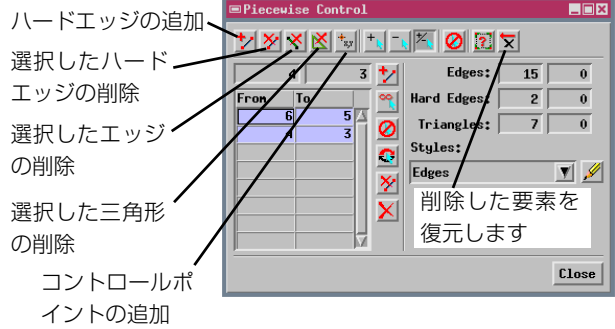 Piecewise Control
ハードエッジの追加
選択したハード
エッジの削除
選択したエッジ
の削除
選択した三角形
の削除
コントロールポ
イントの追加
x,y
4 3
From To
6 5
4 3
Edges: 15 0
Hard Edges: 2 0
Triangles: 7 0
Styles:
Edges
削除した要素を
復元します
Close